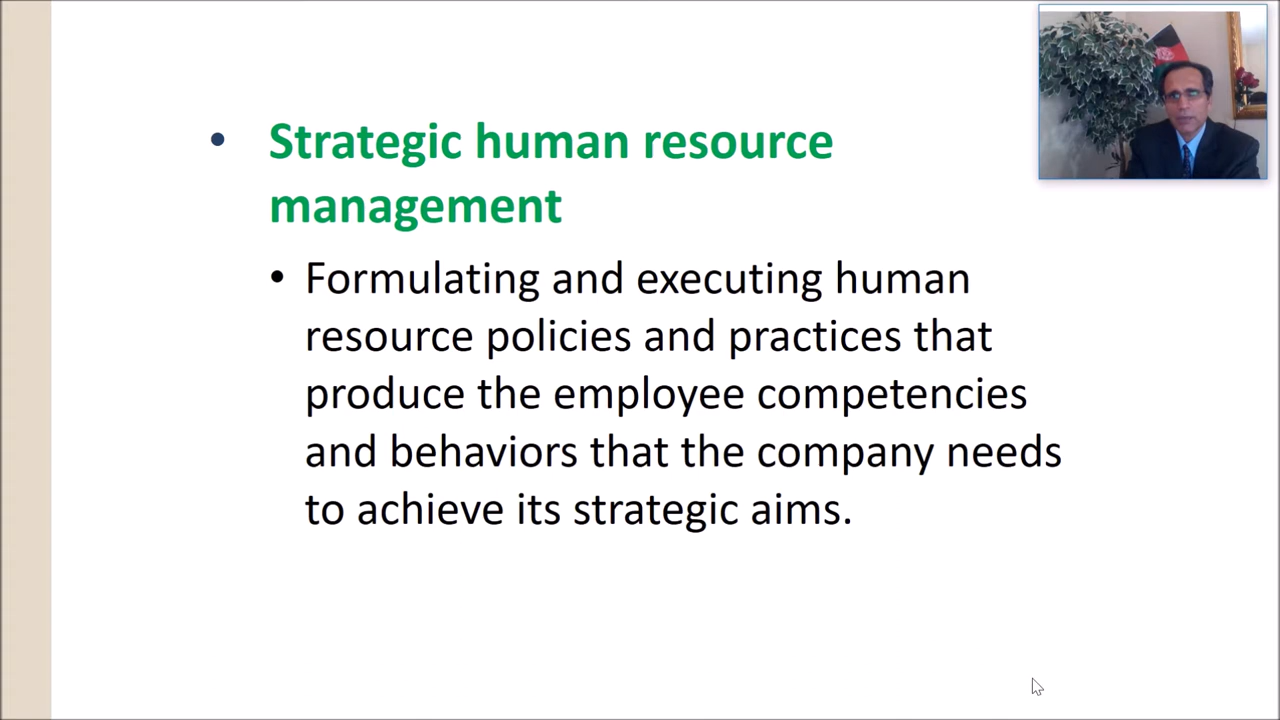 • Strategic human resource
management
• Formulating and executing human
resource policies and practices that
produce the employee competencies
and behaviors that the company needs
to achieve its strategic aims.